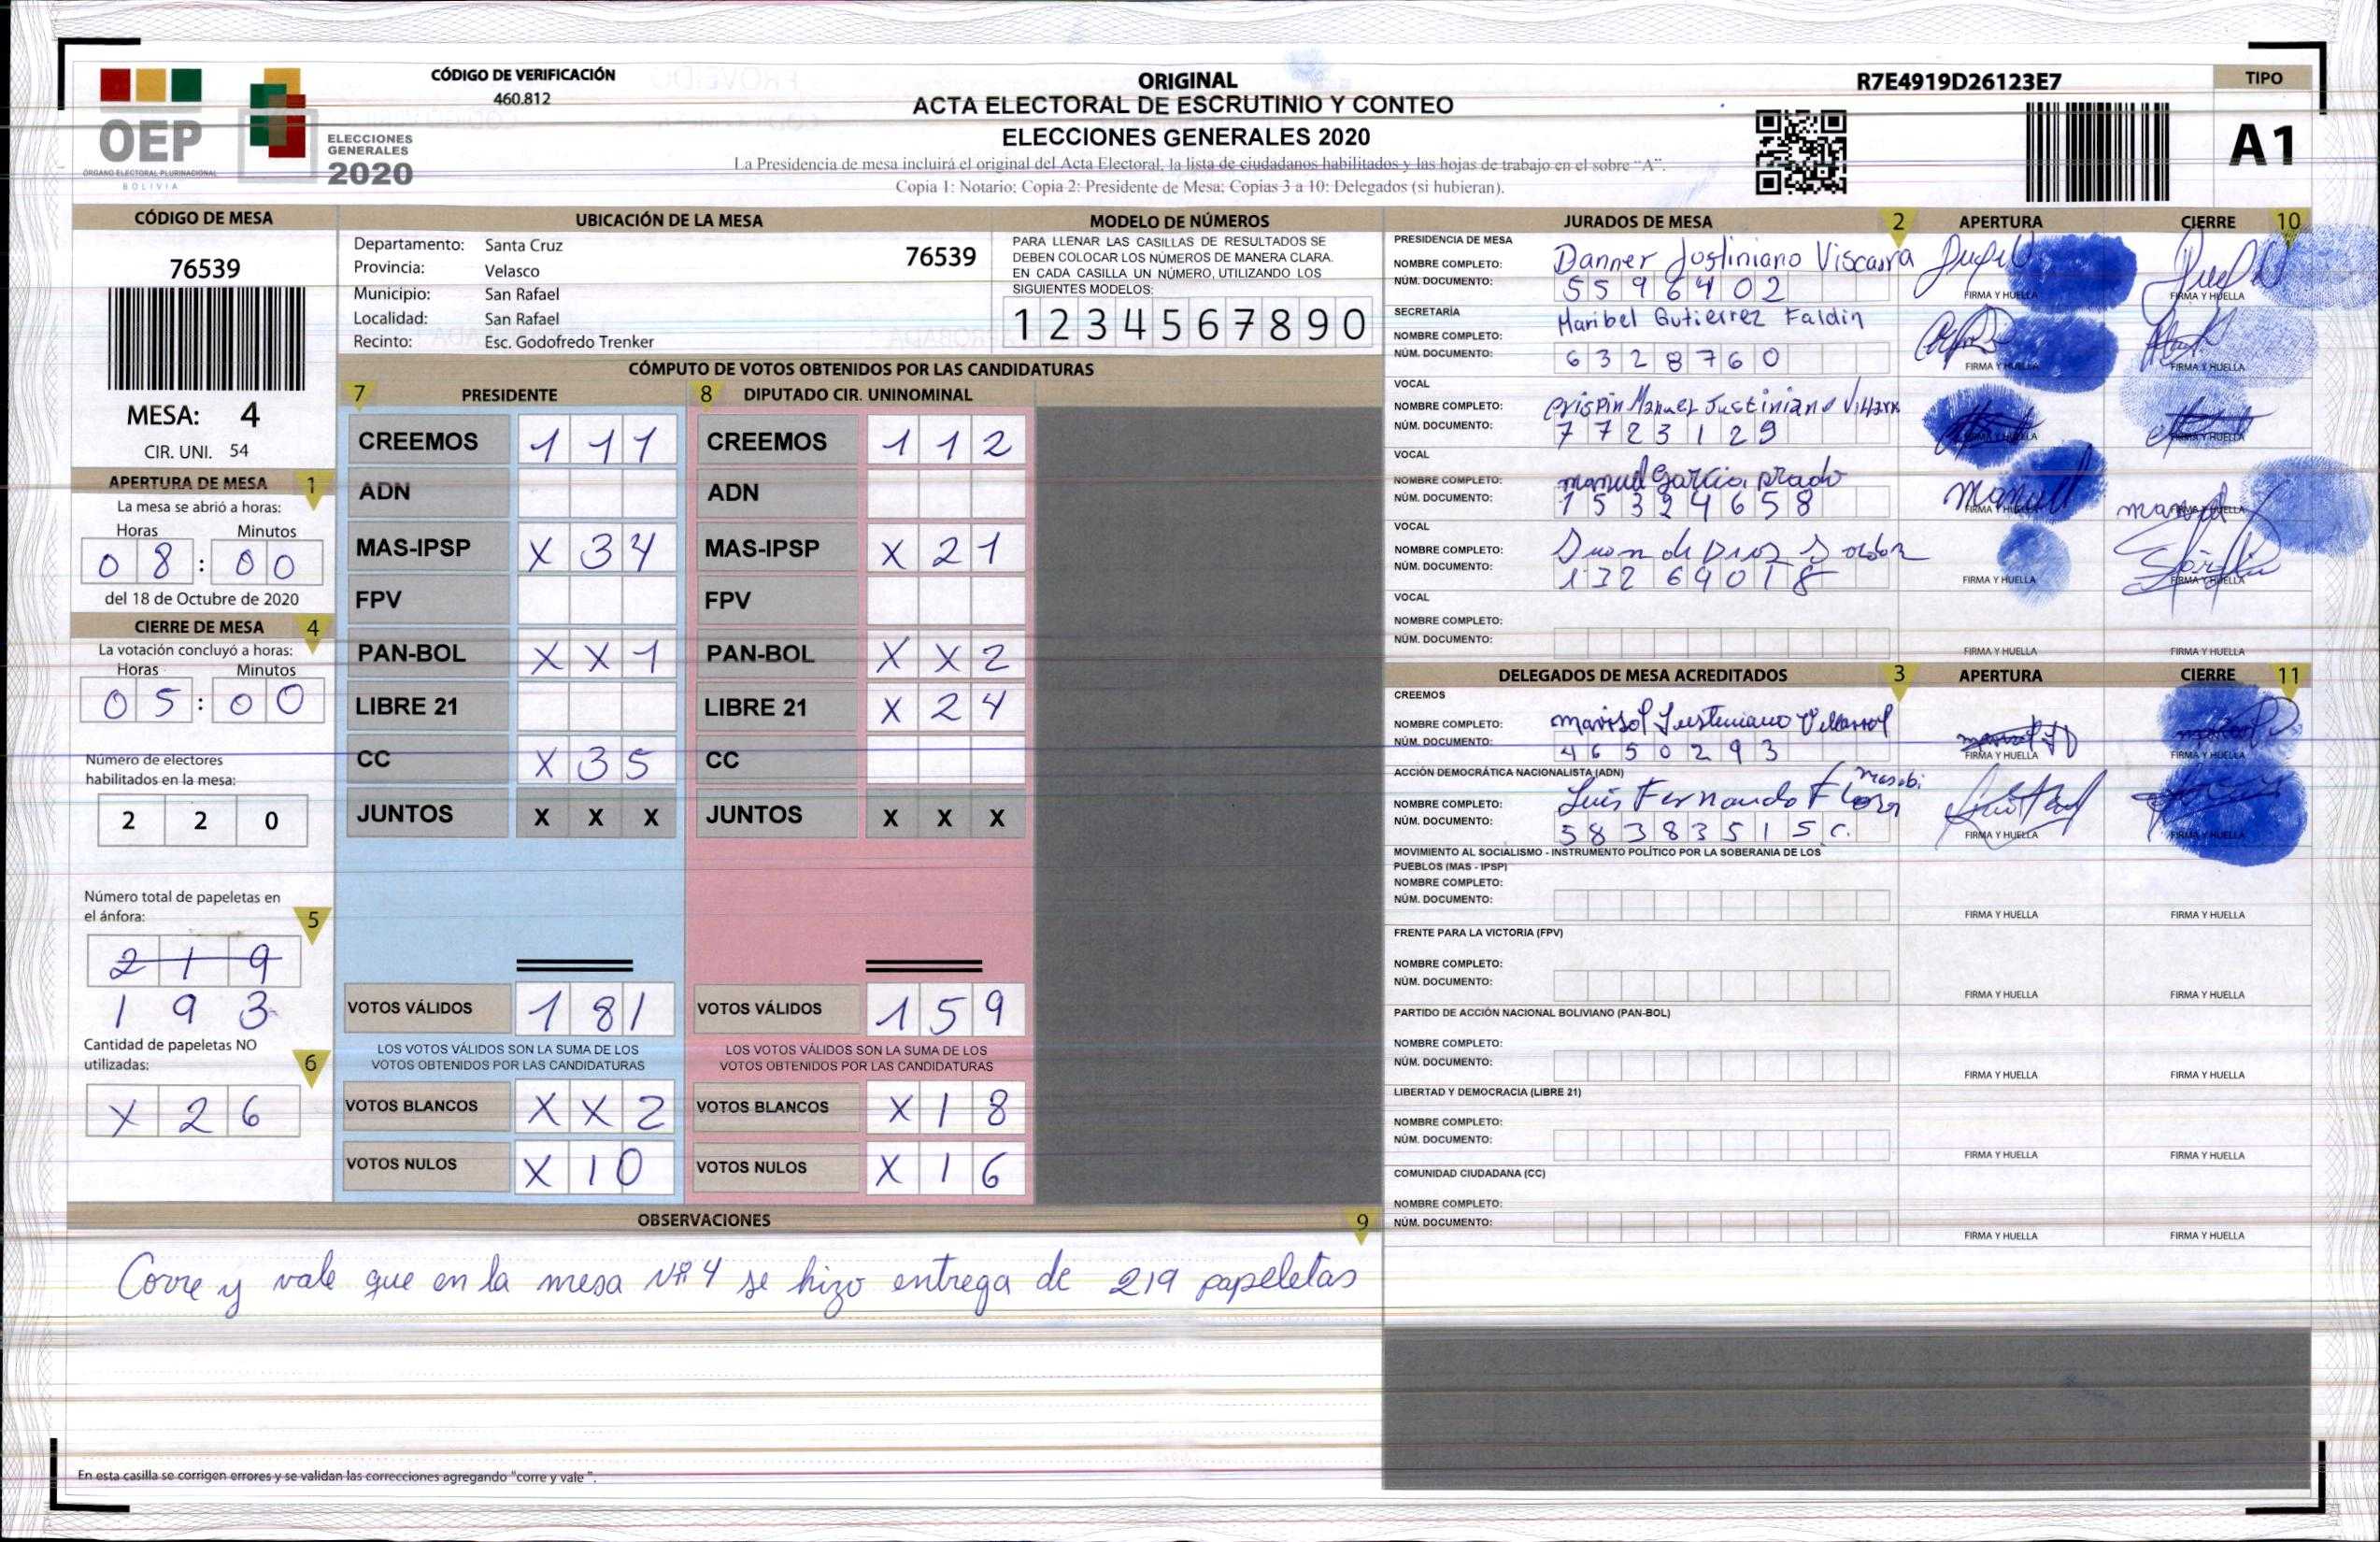 CÓDIGO DE VERIFICACIÓN
460.812
OEP
ÓRGANO ELECTORAL PLURINACIONAL
BOLIVIA
ELECCIONES
GENERALES
2020
ORIGINAL
ACTA ELECTORAL DE ESCRUTINIO Y CONTEO
ELECCIONES GENERALES 2020
La Presidencia de mesa incluirá el original del Acta Electoral, la lista de ciudadanos habilitados y las hojas de trabajo en el sobre "A".
Copia 1: Notario; Copia 2: Presidente de Mesa; Copias 3 a 10: Delegados (si hubieran).
R7E4919D26123E7
TIPO
A1
CÓDIGO DE MESA
76539
MESA: 4
CIR. UNI. 54
APERTURA DE MESA 1
La mesa se abrió a horas:
Horas Minutos
0 8 : 0 0
del 18 de Octubre de 2020
CIERRE DE MESA 4
La votación concluyó a horas:
Horas Minutos
0 5 : 0 0
Número de electores
habilitados en la mesa:
2 2 0
Número total de papeletas en
el ánfora: 5
2 1 9
1 9 3
Cantidad de papeletas NO
utilizadas: 6
X 2 6
UBICACIÓN DE LA MESA
Departamento: Santa Cruz 76539
Provincia: Velasco
Municipio: San Rafael
Localidad: San Rafael
Recinto: Esc. Godofredo Trenker
MODELO DE NÚMEROS
PARA LLENAR LAS CASILLAS DE RESULTADOS SE
DEBEN COLOCAR LOS NÚMEROS DE MANERA CLARA.
EN CADA CASILLA UN NÚMERO, UTILIZANDO LOS
SIGUIENTES MODELOS:
1 2 3 4 5 6 7 8 9 0
CÓMPUTO DE VOTOS OBTENIDOS POR LAS CANDIDATURAS
7 PRESIDENTE
CREEMOS 1 1 1
ADN
MAS-IPSP X 3 4
FPV
PAN-BOL X X 1
LIBRE 21
CC X 3 5
JUNTOS X X X
VOTOS VÁLIDOS 1 8 1
LOS VOTOS VÁLIDOS SON LA SUMA DE LOS
VOTOS OBTENIDOS POR LAS CANDIDATURAS
VOTOS BLANCOS X X 2
VOTOS NULOS X 1 0
8 DIPUTADO CIR. UNINOMINAL
CREEMOS 1 1 2
ADN
MAS-IPSP X 2 1
FPV
PAN-BOL X X 2
LIBRE 21 X 2 4
CC
JUNTOS X X X
VOTOS VÁLIDOS 1 5 9
LOS VOTOS VÁLIDOS SON LA SUMA DE LOS
VOTOS OBTENIDOS POR LAS CANDIDATURAS
VOTOS BLANCOS X 1 8
VOTOS NULOS X 1 6
OBSERVACIONES 9
Corre y vale que en la mesa Nº 4 se hizo entrega de 219 papeletas
En esta casilla se corrigen errores y se validan las correcciones agregando "corre y vale ".
JURADOS DE MESA 2 APERTURA CIERRE 10
PRESIDENCIA DE MESA
NOMBRE COMPLETO: Danner Jostiniano Viscarra
NÚM. DOCUMENTO: 5 5 9 6 4 0 2
FIRMA Y HUELLA FIRMA Y HUELLA
SECRETARÍA
NOMBRE COMPLETO: Maribel Gutierrez Faldin
NÚM. DOCUMENTO: 6 3 2 8 7 6 0
FIRMA Y HUELLA FIRMA Y HUELLA
VOCAL
NOMBRE COMPLETO: Crispin Manuel Justiniano
NÚM. DOCUMENTO: 7 7 2 3 1 2 9
FIRMA Y HUELLA FIRMA Y HUELLA
VOCAL
NOMBRE COMPLETO: manuel Garcia prado
NÚM. DOCUMENTO: 1 5 3 2 4 6 5 8
manuel manuel
FIRMA Y HUELLA FIRMA Y HUELLA
VOCAL
NOMBRE COMPLETO: Juan de Dios
NÚM. DOCUMENTO:
FIRMA Y HUELLA FIRMA Y HUELLA
VOCAL
NOMBRE COMPLETO:
NÚM. DOCUMENTO:
FIRMA Y HUELLA FIRMA Y HUELLA
DELEGADOS DE MESA ACREDITADOS 3 APERTURA CIERRE 11
CREEMOS
NOMBRE COMPLETO: marisol Justiniano Villarroel
NÚM. DOCUMENTO: 4 6 5 0 2 9 3
FIRMA Y HUELLA FIRMA Y HUELLA
ACCIÓN DEMOCRÁTICA NACIONALISTA (ADN)
NOMBRE COMPLETO: Luis Fernando Flores masabi
NÚM. DOCUMENTO: 5 8 3 8 3 5 1 S C.
FIRMA Y HUELLA FIRMA Y HUELLA
MOVIMIENTO AL SOCIALISMO - INSTRUMENTO POLÍTICO POR LA SOBERANIA DE LOS
PUEBLOS (MAS - IPSP)
NOMBRE COMPLETO:
NÚM. DOCUMENTO:
FIRMA Y HUELLA FIRMA Y HUELLA
FRENTE PARA LA VICTORIA (FPV)
NOMBRE COMPLETO:
NÚM. DOCUMENTO:
FIRMA Y HUELLA FIRMA Y HUELLA
PARTIDO DE ACCIÓN NACIONAL BOLIVIANO (PAN-BOL)
NOMBRE COMPLETO:
NÚM. DOCUMENTO:
FIRMA Y HUELLA FIRMA Y HUELLA
LIBERTAD Y DEMOCRACIA (LIBRE 21)
NOMBRE COMPLETO:
NÚM. DOCUMENTO:
FIRMA Y HUELLA FIRMA Y HUELLA
COMUNIDAD CIUDADANA (CC)
NOMBRE COMPLETO:
NÚM. DOCUMENTO:
FIRMA Y HUELLA FIRMA Y HUELLA